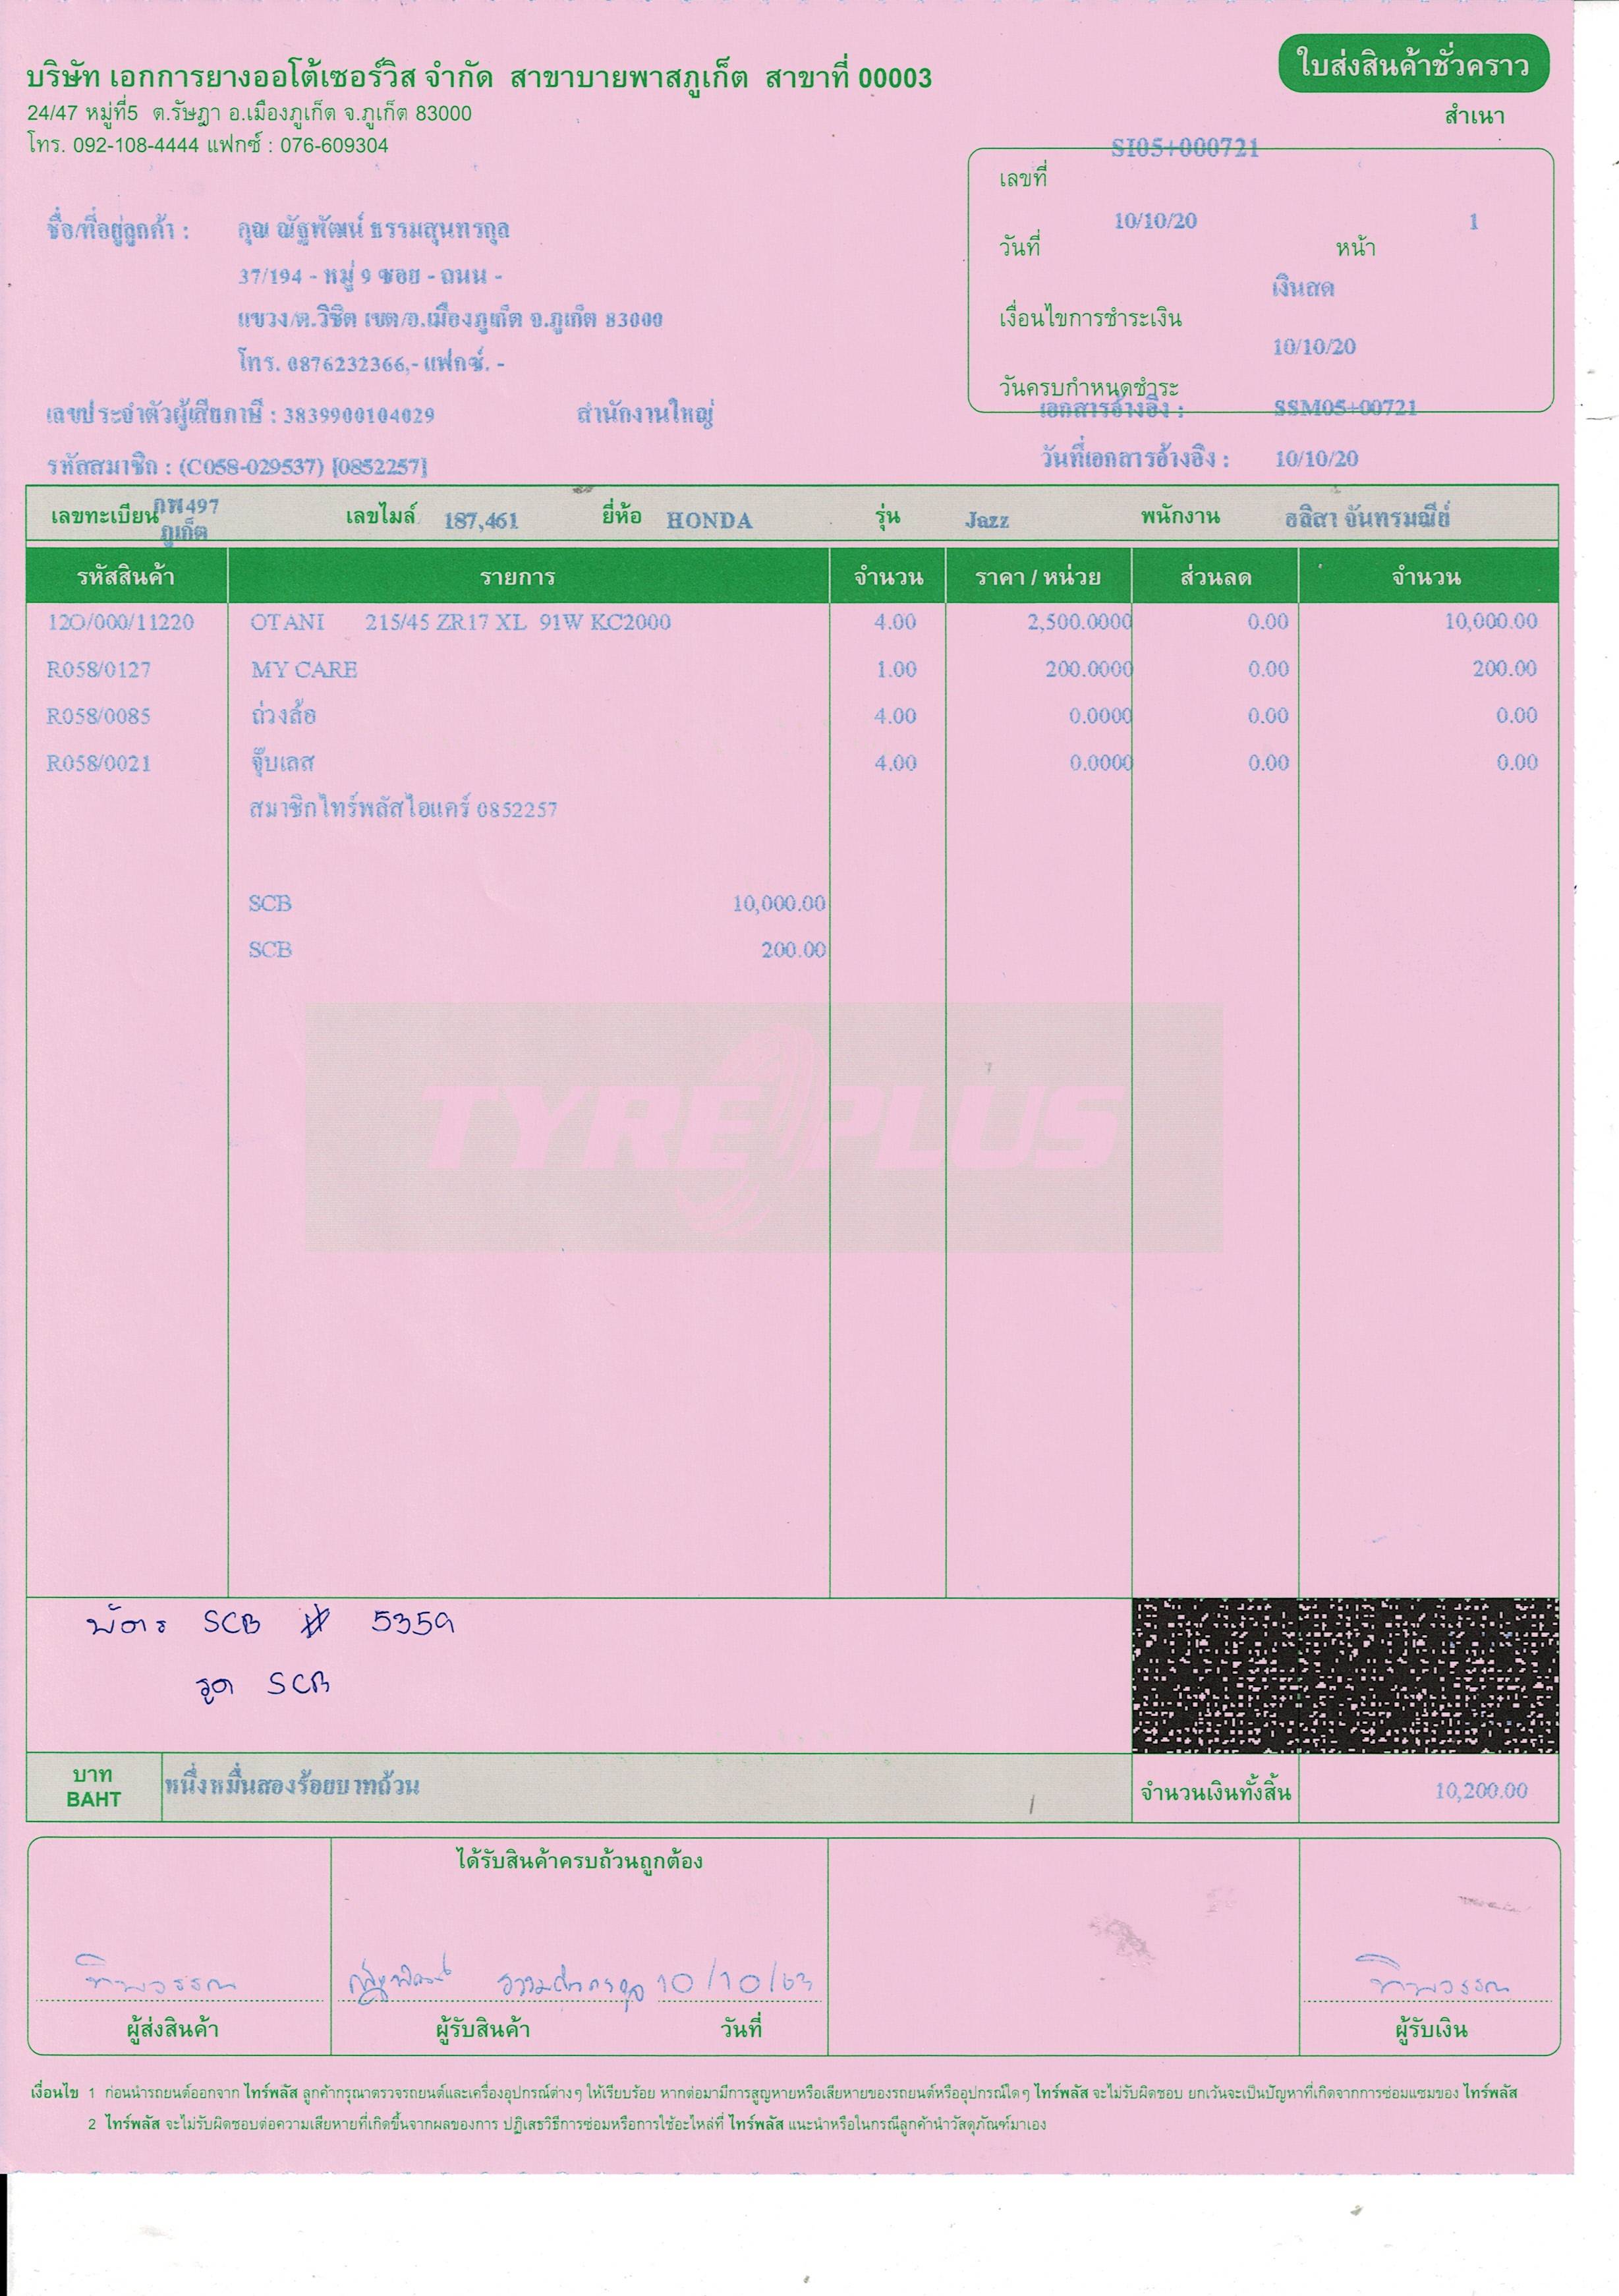 บริษัท เอกการยางออโต้เซอร์วิส จำกัด สาขาบายพาสภูเก็ต สาขาที่ 00003
24/47 หมู่ที่5 ต.รัษฎา อ.เมืองภูเก็ต จ.ภูเก็ต 83000
โทร. 092-108-4444 แฟกซ์ : 076-609304
ใบส่งสินค้าชั่วคราว
สำเนา
เลขที่ SI05+000721
วันที่ 10/10/20 หน้า 1
เงื่อนไขการชำระเงิน เงินสด
วันครบกำหนดชำระ 10/10/20
ชื่อ/ที่อยู่ลูกค้า : คุณ ณัฐพัฒน์ ธรรมสุนทรกุล
37/194 - หมู่ 9 ซอย - ถนน -
แขวง/ต.วิชิต เขต/อ.เมืองภูเก็ต จ.ภูเก็ต 83000
โทร. 0876232366,- แฟกซ์. -
เลขประจำตัวผู้เสียภาษี : 3839900104029 สำนักงานใหญ่ เอกสารอ้างอิง : SSM05+00721
รหัสสมาชิก : (C058-029537) [0852257] วันที่เอกสารอ้างอิง : 10/10/20
เลขทะเบียน กพ497 ภูเก็ต เลขไมล์ 187,461 ยี่ห้อ HONDA รุ่น Jazz พนักงาน อลิสา จันทรมณีย์
รหัสสินค้า รายการ จำนวน ราคา / หน่วย ส่วนลด จำนวน
12O/000/11220 OTANI 215/45 ZR17 XL 91W KC2000 4.00 2,500.0000 0.00 10,000.00
R058/0127 MY CARE 1.00 200.0000 0.00 200.00
R058/0085 ถ่วงล้อ 4.00 0.0000 0.00 0.00
R058/0021 จุ๊บเลส 4.00 0.0000 0.00 0.00
สมาชิกไทร์พลัสไอแคร์ 0852257
SCB 10,000.00
SCB 200.00
TYREPLUS
บัตร SCB # 5359
รูด SCB
บาท หนึ่งหมื่นสองร้อยบาทถ้วน จำนวนเงินทั้งสิ้น 10,200.00
BAHT
ได้รับสินค้าครบถ้วนถูกต้อง
ทิพวรรณ ณัฐพัฒน์ ธรรมสุนทรกุล 10/10/63 ทิพวรรณ
ผู้ส่งสินค้า ผู้รับสินค้า วันที่ ผู้รับเงิน
เงื่อนไข 1 ก่อนนำรถยนต์ออกจาก ไทร์พลัส ลูกค้ากรุณาตรวจรถยนต์และเครื่องอุปกรณ์ต่างๆ ให้เรียบร้อย หากต่อมามีการสูญหายหรือเสียหายของรถยนต์หรืออุปกรณ์ใดๆ ไทร์พลัส จะไม่รับผิดชอบ ยกเว้นจะเป็นปัญหาที่เกิดจากการซ่อมแซมของ ไทร์พลัส
2 ไทร์พลัส จะไม่รับผิดชอบต่อความเสียหายที่เกิดขึ้นจากผลของการ ปฏิเสธวิธีการซ่อมหรือการใช้อะไหล่ที่ ไทร์พลัส แนะนำหรือในกรณีลูกค้านำวัสดุภัณฑ์มาเอง